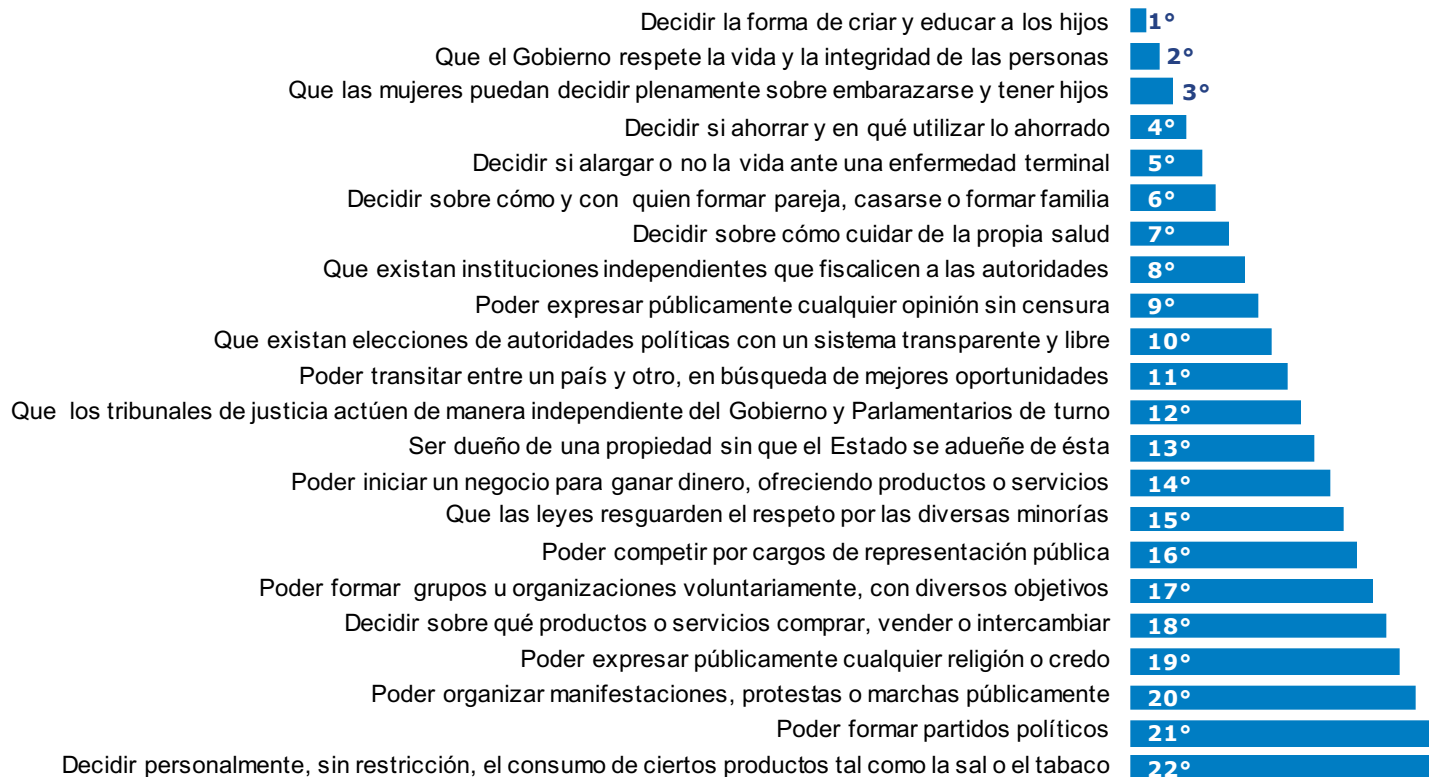 Decidir la forma de criar y educar a los hijos 1°
Que el Gobierno respete la vida y la integridad de las personas 2°
Que las mujeres puedan decidir plenamente sobre embarazarse y tener hijos 3°
Decidir si ahorrar y en qué utilizar lo ahorrado 4°
Decidir si alargar o no la vida ante una enfermedad terminal 5°
Decidir sobre cómo y con quien formar pareja, casarse o formar familia 6°
Decidir sobre cómo cuidar de la propia salud 7°
Que existan instituciones independientes que fiscalicen a las autoridades 8°
Poder expresar públicamente cualquier opinión sin censura 9°
Que existan elecciones de autoridades políticas con un sistema transparente y libre 10°
Poder transitar entre un país y otro, en búsqueda de mejores oportunidades 11°
Que los tribunales de justicia actúen de manera independiente del Gobierno y Parlamentarios de turno 12°
Ser dueño de una propiedad sin que el Estado se adueñe de ésta 13°
Poder iniciar un negocio para ganar dinero, ofreciendo productos o servicios 14°
Que las leyes resguarden el respeto por las diversas minorías 15°
Poder competir por cargos de representación pública 16°
Poder formar grupos u organizaciones voluntariamente, con diversos objetivos 17°
Decidir sobre qué productos o servicios comprar, vender o intercambiar 18°
Poder expresar públicamente cualquier religión o credo 19°
Poder organizar manifestaciones, protestas o marchas públicamente 20°
Poder formar partidos políticos 21°
Decidir personalmente, sin restricción, el consumo de ciertos productos tal como la sal o el tabaco 22°